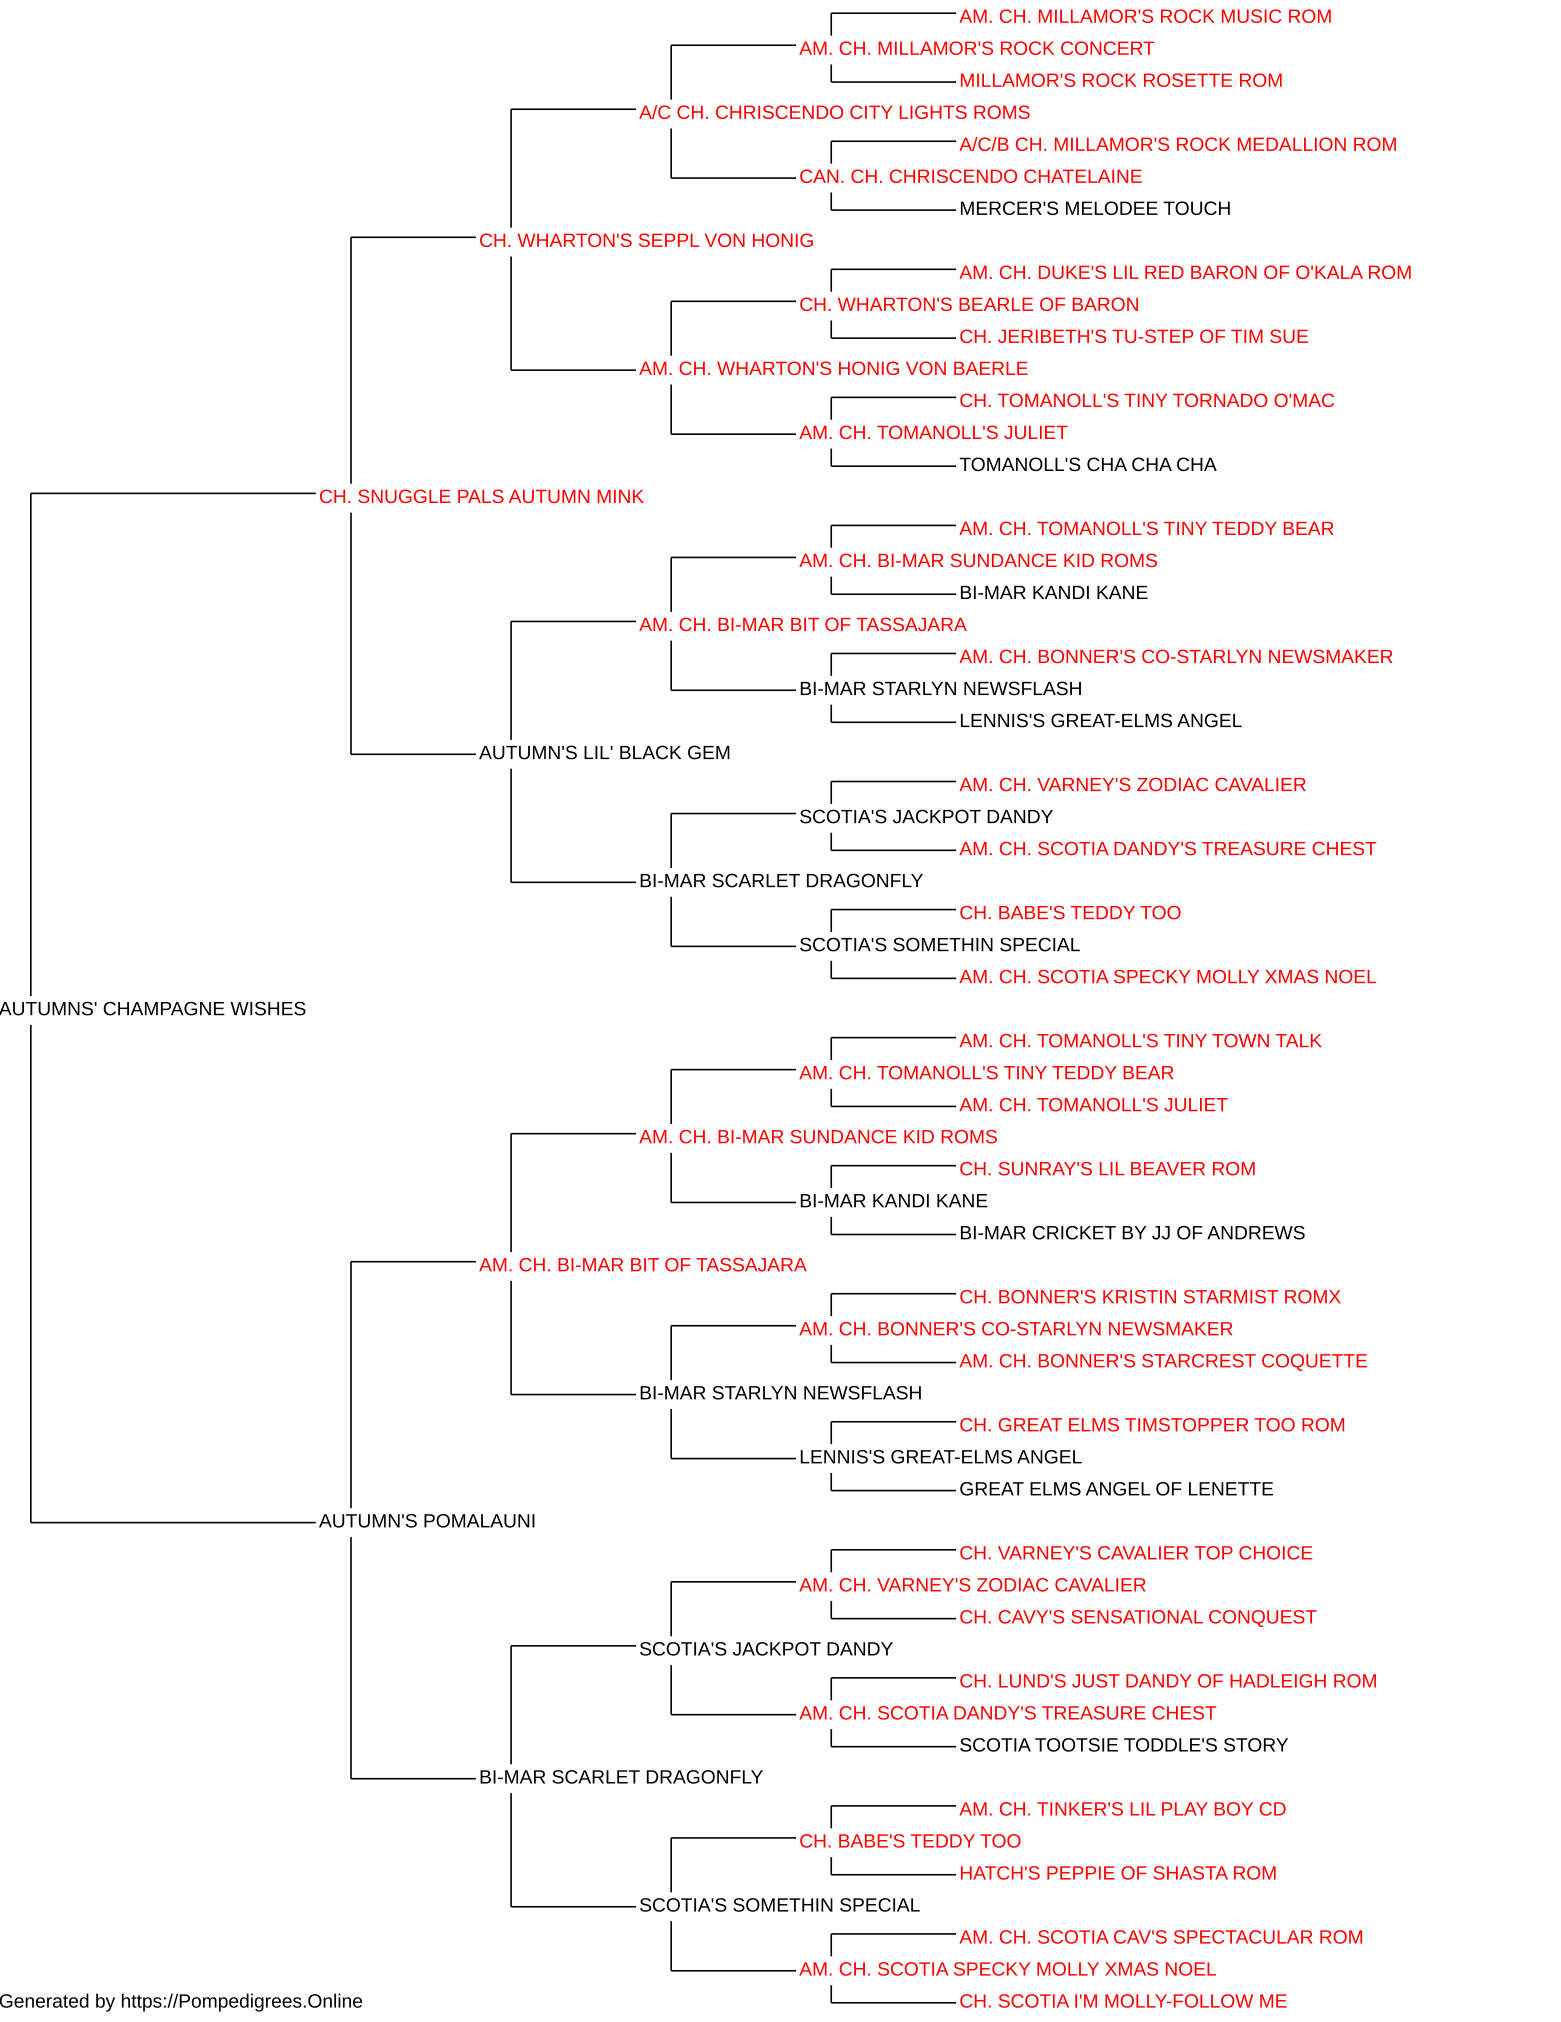 AM. CH. MILLAMOR'S ROCK MUSIC ROM
AM. CH. MILLAMOR'S ROCK CONCERT
MILLAMOR'S ROCK ROSETTE ROM
A/C CH. CHRISCENDO CITY LIGHTS ROMS
A/C/B CH. MILLAMOR'S ROCK MEDALLION ROM
CAN. CH. CHRISCENDO CHATELAINE
MERCER'S MELODEE TOUCH
CH. WHARTON'S SEPPL VON HONIG
AM. CH. DUKE'S LIL RED BARON OF O'KALA ROM
CH. WHARTON'S BEARLE OF BARON
CH. JERIBETH'S TU-STEP OF TIM SUE
AM. CH. WHARTON'S HONIG VON BAERLE
CH. TOMANOLL'S TINY TORNADO O'MAC
AM. CH. TOMANOLL'S JULIET
TOMANOLL'S CHA CHA CHA
CH. SNUGGLE PALS AUTUMN MINK
AM. CH. TOMANOLL'S TINY TEDDY BEAR
AM. CH. BI-MAR SUNDANCE KID ROMS
BI-MAR KANDI KANE
AM. CH. BI-MAR BIT OF TASSAJARA
AM. CH. BONNER'S CO-STARLYN NEWSMAKER
BI-MAR STARLYN NEWSFLASH
LENNIS'S GREAT-ELMS ANGEL
AUTUMN'S LIL' BLACK GEM
AM. CH. VARNEY'S ZODIAC CAVALIER
SCOTIA'S JACKPOT DANDY
AM. CH. SCOTIA DANDY'S TREASURE CHEST
BI-MAR SCARLET DRAGONFLY
CH. BABE'S TEDDY TOO
SCOTIA'S SOMETHIN SPECIAL
AM. CH. SCOTIA SPECKY MOLLY XMAS NOEL
AUTUMNS' CHAMPAGNE WISHES
AM. CH. TOMANOLL'S TINY TOWN TALK
AM. CH. TOMANOLL'S TINY TEDDY BEAR
AM. CH. TOMANOLL'S JULIET
AM. CH. BI-MAR SUNDANCE KID ROMS
CH. SUNRAY'S LIL BEAVER ROM
BI-MAR KANDI KANE
BI-MAR CRICKET BY JJ OF ANDREWS
AM. CH. BI-MAR BIT OF TASSAJARA
CH. BONNER'S KRISTIN STARMIST ROMX
AM. CH. BONNER'S CO-STARLYN NEWSMAKER
AM. CH. BONNER'S STARCREST COQUETTE
BI-MAR STARLYN NEWSFLASH
CH. GREAT ELMS TIMSTOPPER TOO ROM
LENNIS'S GREAT-ELMS ANGEL
GREAT ELMS ANGEL OF LENETTE
AUTUMN'S POMALAUNI
CH. VARNEY'S CAVALIER TOP CHOICE
AM. CH. VARNEY'S ZODIAC CAVALIER
CH. CAVY'S SENSATIONAL CONQUEST
SCOTIA'S JACKPOT DANDY
CH. LUND'S JUST DANDY OF HADLEIGH ROM
AM. CH. SCOTIA DANDY'S TREASURE CHEST
SCOTIA TOOTSIE TODDLE'S STORY
BI-MAR SCARLET DRAGONFLY
AM. CH. TINKER'S LIL PLAY BOY CD
CH. BABE'S TEDDY TOO
HATCH'S PEPPIE OF SHASTA ROM
SCOTIA'S SOMETHIN SPECIAL
AM. CH. SCOTIA CAV'S SPECTACULAR ROM
AM. CH. SCOTIA SPECKY MOLLY XMAS NOEL
CH. SCOTIA I'M MOLLY-FOLLOW ME
Generated by https://Pompedigrees.Online